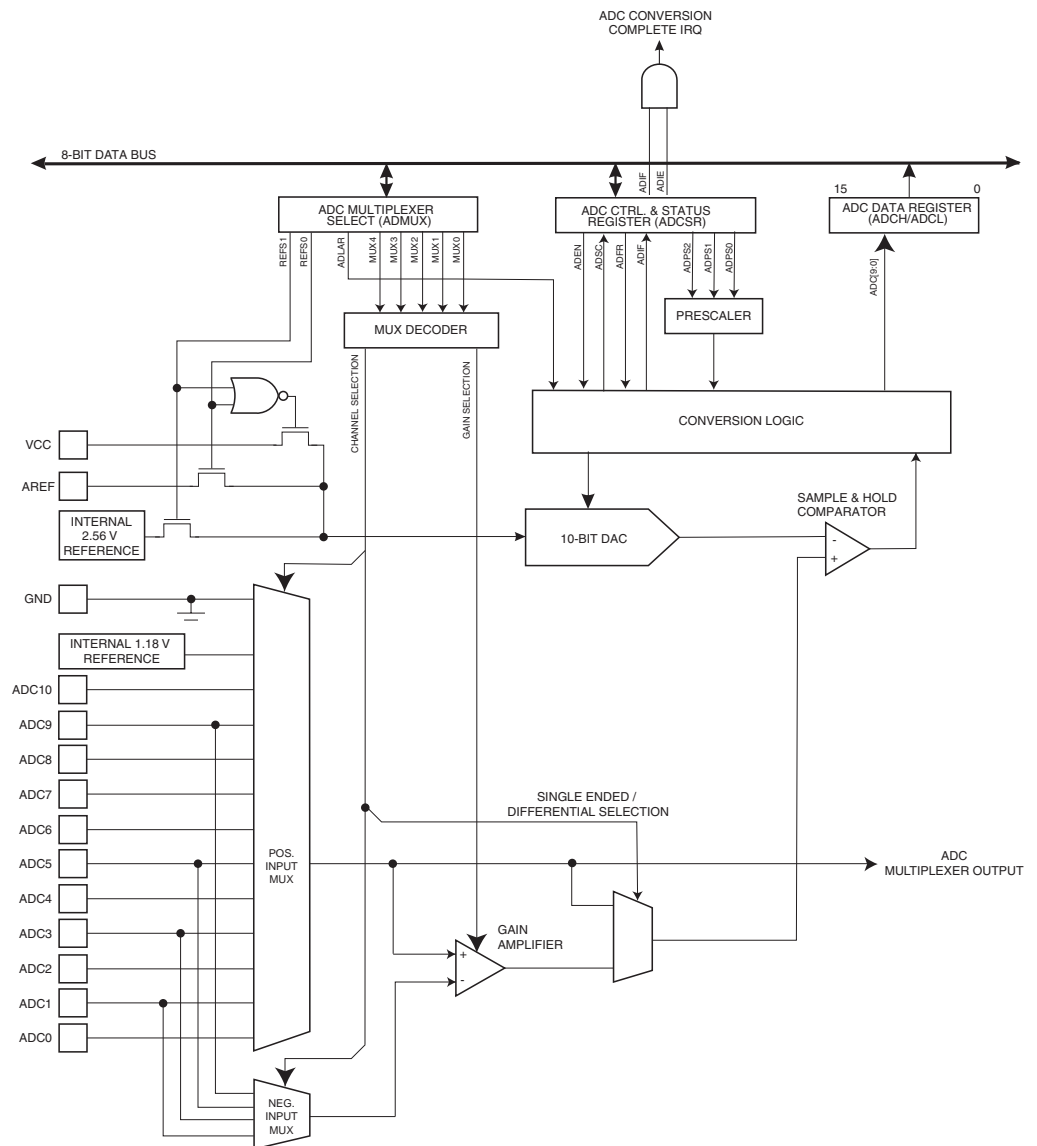 ADC CONVERSION
COMPLETE IRQ
8-BIT DATA BUS
ADIF
ADIE
15
0
ADC MULTIPLEXER
SELECT (ADMUX)
ADC CTRL. & STATUS
REGISTER (ADCSR)
ADC DATA REGISTER
(ADCH/ADCL)
REFS1
REFS0
ADLAR
MUX4
MUX3
MUX2
MUX1
MUX0
ADEN
ADSC
ADFR
ADIF
ADPS2
ADPS1
ADPS0
ADC[9:0]
MUX DECODER
PRESCALER
CHANNEL SELECTION
GAIN SELECTION
CONVERSION LOGIC
VCC
AREF
INTERNAL
2.56 V
REFERENCE
10-BIT DAC
SAMPLE & HOLD
COMPARATOR
-
+
GND
INTERNAL 1.18 V
REFERENCE
ADC10
ADC9
ADC8
ADC7
ADC6
ADC5
ADC4
ADC3
ADC2
ADC1
ADC0
POS.
INPUT
MUX
SINGLE ENDED /
DIFFERENTIAL SELECTION
ADC
MULTIPLEXER OUTPUT
GAIN
AMPLIFIER
+
-
NEG.
INPUT
MUX